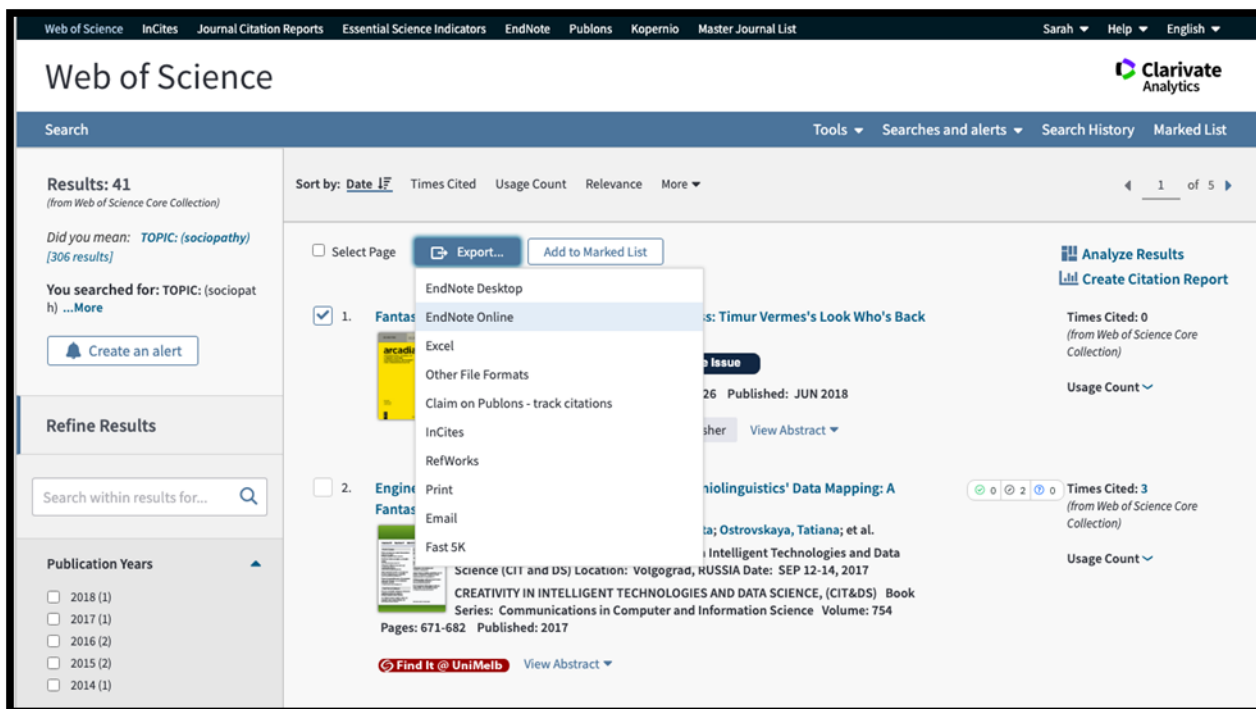 Web of Science InCites Journal Citation Reports Essential Science Indicators EndNote Publons Kopernio Master Journal List Sarah Help English
Web of Science
Clarivate
Analytics
Search Tools Searches and alerts Search History Marked List
Results: 41
(from Web of Science Core Collection)
Did you mean: TOPIC: (sociopathy)
[306 results]
You searched for: TOPIC: (sociopat
h) ...More
Create an alert
Refine Results
Search within results for...
Publication Years
2018 (1)
2017 (1)
2016 (2)
2015 (2)
2014 (1)
Sort by: Date Times Cited Usage Count Relevance More
1 of 5
Select Page Export... Add to Marked List
EndNote Desktop
EndNote Online
Excel
Other File Formats
Claim on Publons - track citations
InCites
RefWorks
Print
Email
Fast 5K
Analyze Results
Create Citation Report
1. Fantas ss: Timur Vermes's Look Who's Back
arcadia
e Issue
26 Published: JUN 2018
sher View Abstract
Times Cited: 0
(from Web of Science Core
Collection)
Usage Count
2. Engine niolinguistics' Data Mapping: A
Fantas
ta; Ostrovskaya, Tatiana; et al.
n Intelligent Technologies and Data
Science (CIT and DS) Location: Volgograd, RUSSIA Date: SEP 12-14, 2017
CREATIVITY IN INTELLIGENT TECHNOLOGIES AND DATA SCIENCE, (CIT&DS) Book
Series: Communications in Computer and Information Science Volume: 754
Pages: 671-682 Published: 2017
Find It @ UniMelb View Abstract
0 2 0
Times Cited: 3
(from Web of Science Core
Collection)
Usage Count